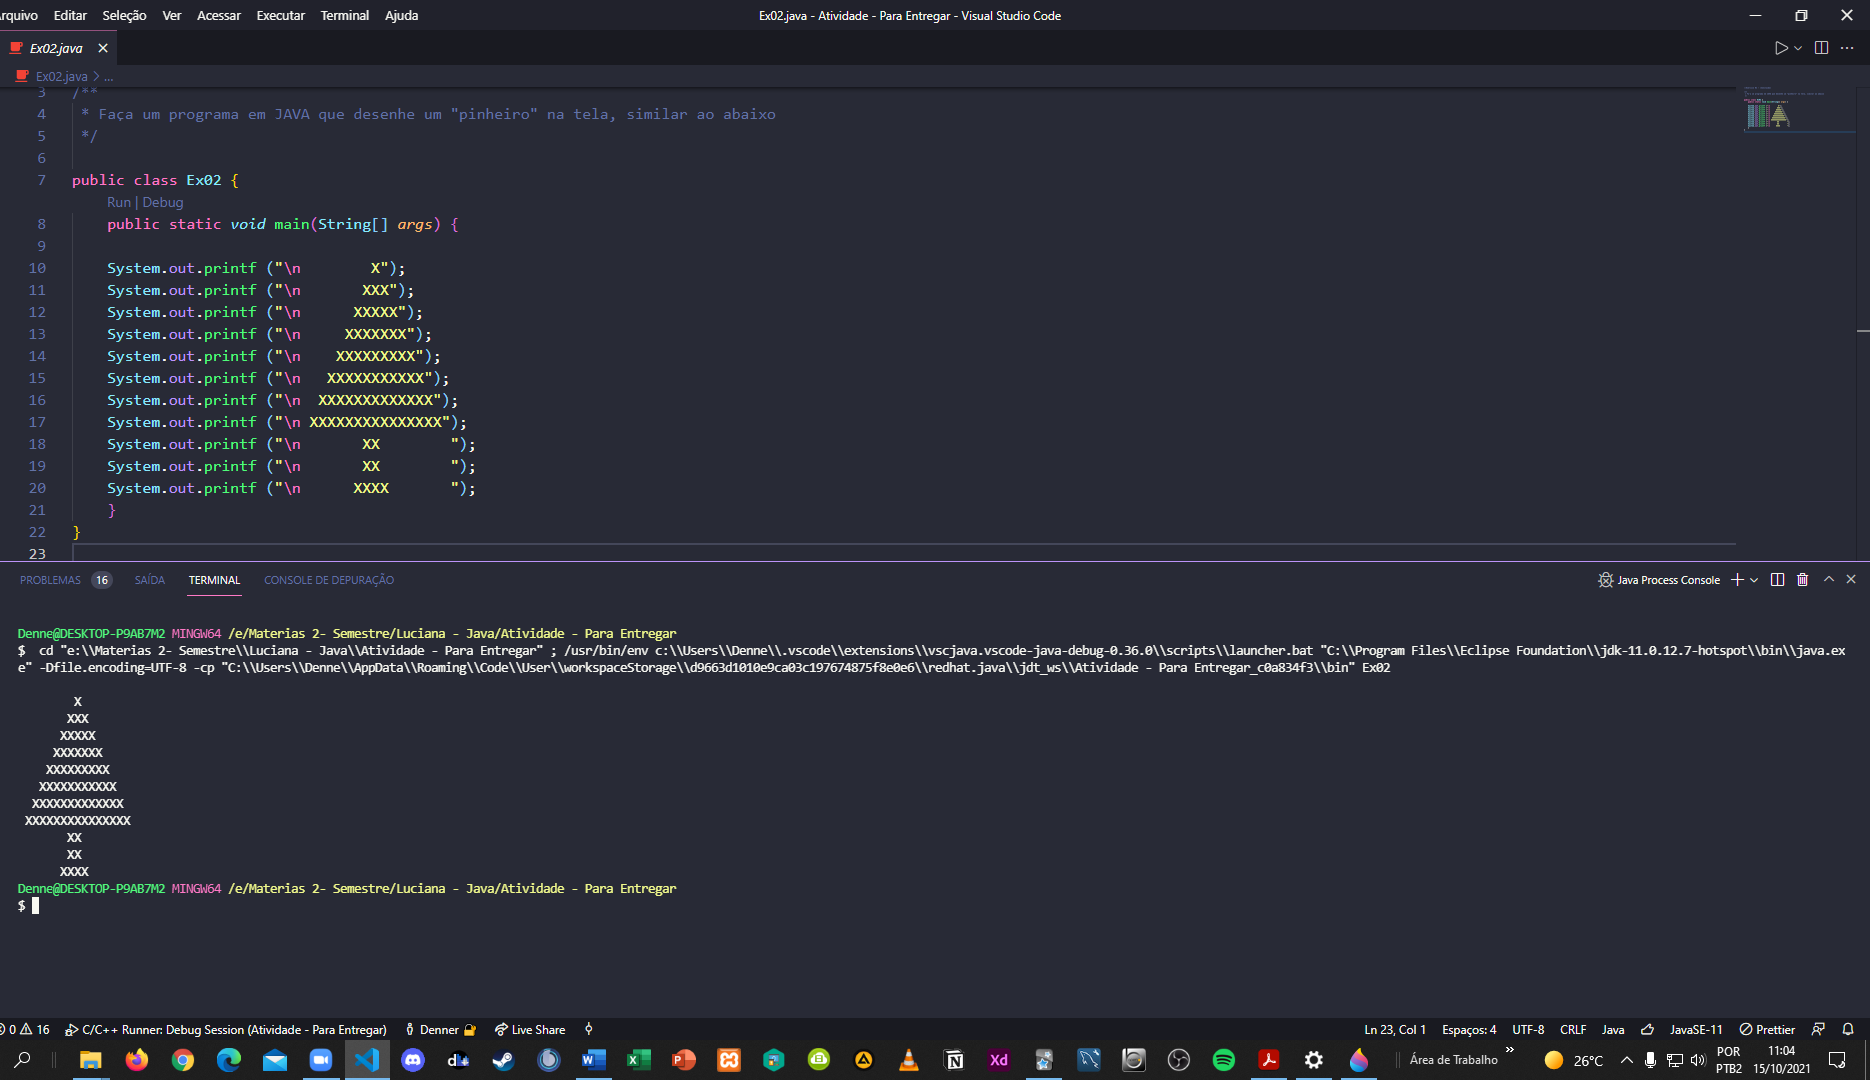 rquivo Editar Seleção Ver Acessar Executar Terminal Ajuda Ex02.java - Atividade - Para Entregar - Visual Studio Code
Ex02.java
Ex02.java > ...
3 /**
4 * Faça um programa em JAVA que desenhe um "pinheiro" na tela, similar ao abaixo
5 */
6
7 public class Ex02 {
Run | Debug
8 public static void main(String[] args) {
9
10 System.out.printf ("\n        X");
11 System.out.printf ("\n       XXX");
12 System.out.printf ("\n      XXXXX");
13 System.out.printf ("\n     XXXXXXX");
14 System.out.printf ("\n    XXXXXXXXX");
15 System.out.printf ("\n   XXXXXXXXXXX");
16 System.out.printf ("\n  XXXXXXXXXXXXX");
17 System.out.printf ("\n XXXXXXXXXXXXXXX");
18 System.out.printf ("\n       XX        ");
19 System.out.printf ("\n       XX        ");
20 System.out.printf ("\n      XXXX       ");
21 }
22 }
23
PROBLEMAS 16 SAÍDA TERMINAL CONSOLE DE DEPURAÇÃO Java Process Console
Denne@DESKTOP-P9AB7M2 MINGW64 /e/Materias 2- Semestre/Luciana - Java/Atividade - Para Entregar
$  cd "e:\\Materias 2- Semestre\\Luciana - Java\\Atividade - Para Entregar" ; /usr/bin/env c:\\Users\\Denne\\.vscode\\extensions\\vscjava.vscode-java-debug-0.36.0\\scripts\\launcher.bat "C:\\Program Files\\Eclipse Foundation\\jdk-11.0.12.7-hotspot\\bin\\java.ex
e" -Dfile.encoding=UTF-8 -cp "C:\\Users\\Denne\\AppData\\Roaming\\Code\\User\\workspaceStorage\\d9663d1010e9ca03c197674875f8e0e6\\redhat.java\\jdt_ws\\Atividade - Para Entregar_c0a834f3\\bin" Ex02
        X
       XXX
      XXXXX
     XXXXXXX
    XXXXXXXXX
   XXXXXXXXXXX
  XXXXXXXXXXXXX
 XXXXXXXXXXXXXXX
       XX
       XX
      XXXX
Denne@DESKTOP-P9AB7M2 MINGW64 /e/Materias 2- Semestre/Luciana - Java/Atividade - Para Entregar
$
0 16 C/C++ Runner: Debug Session (Atividade - Para Entregar) Denner Live Share Ln 23, Col 1 Espaços: 4 UTF-8 CRLF Java JavaSE-11 Prettier
Xd Área de Trabalho 26°C POR 11:04
PTB2 15/10/2021